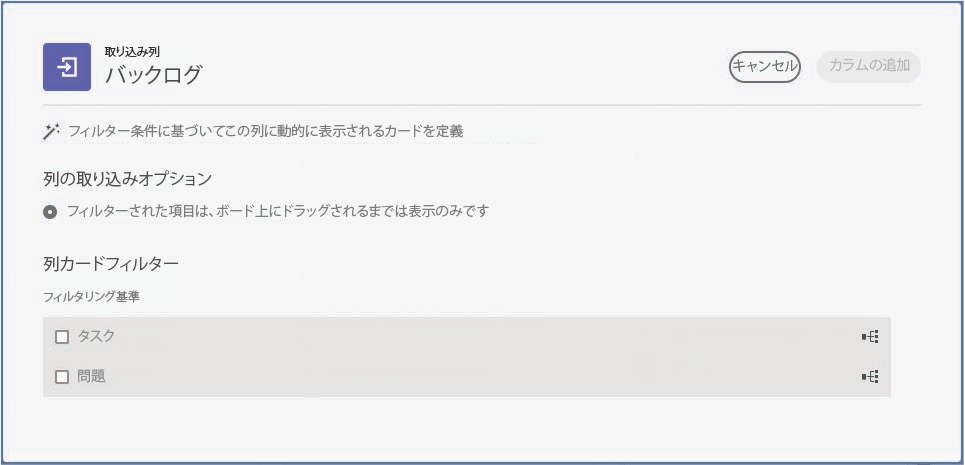 取り込み列
バックログ
キャンセル
カラムの追加
フィルター条件に基づいてこの列に動的に表示されるカードを定義
列の取り込みオプション
フィルターされた項目は、ボード上にドラッグされるまでは表示のみです
列カードフィルター
フィルタリング基準
タスク
問題